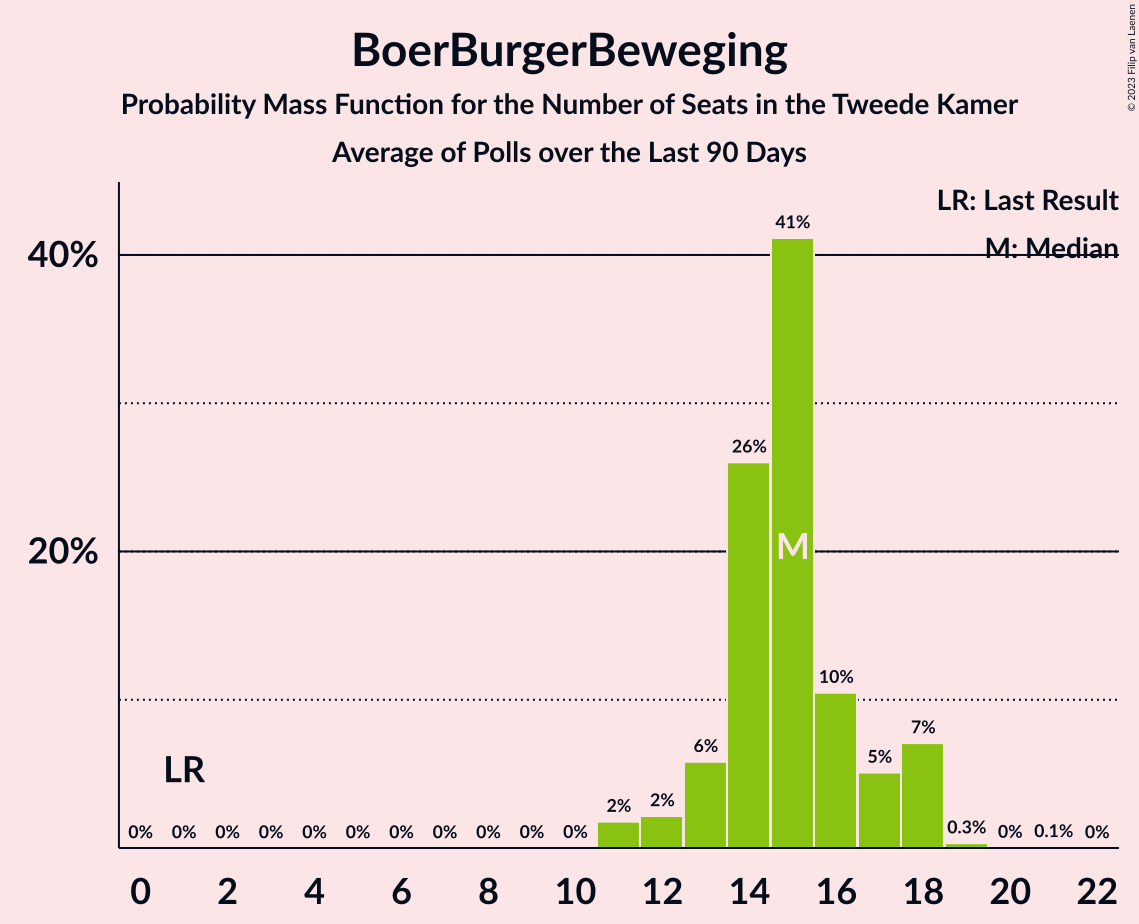 BoerBurgerBeweging
Probability Mass Function for the Number of Seats in the Tweede Kamer
Average of Polls over the Last 90 Days
© 2023 Filip van Laenen
LR: Last Result
M: Median
40%
20%
41%
26%
M
10%
7%
6%
5%
LR
2%
2%
0.3%
0.1%
0% 0% 0% 0% 0% 0% 0% 0% 0% 0% 0% 0% 0%
0 2 4 6 8 10 12 14 16 18 20 22